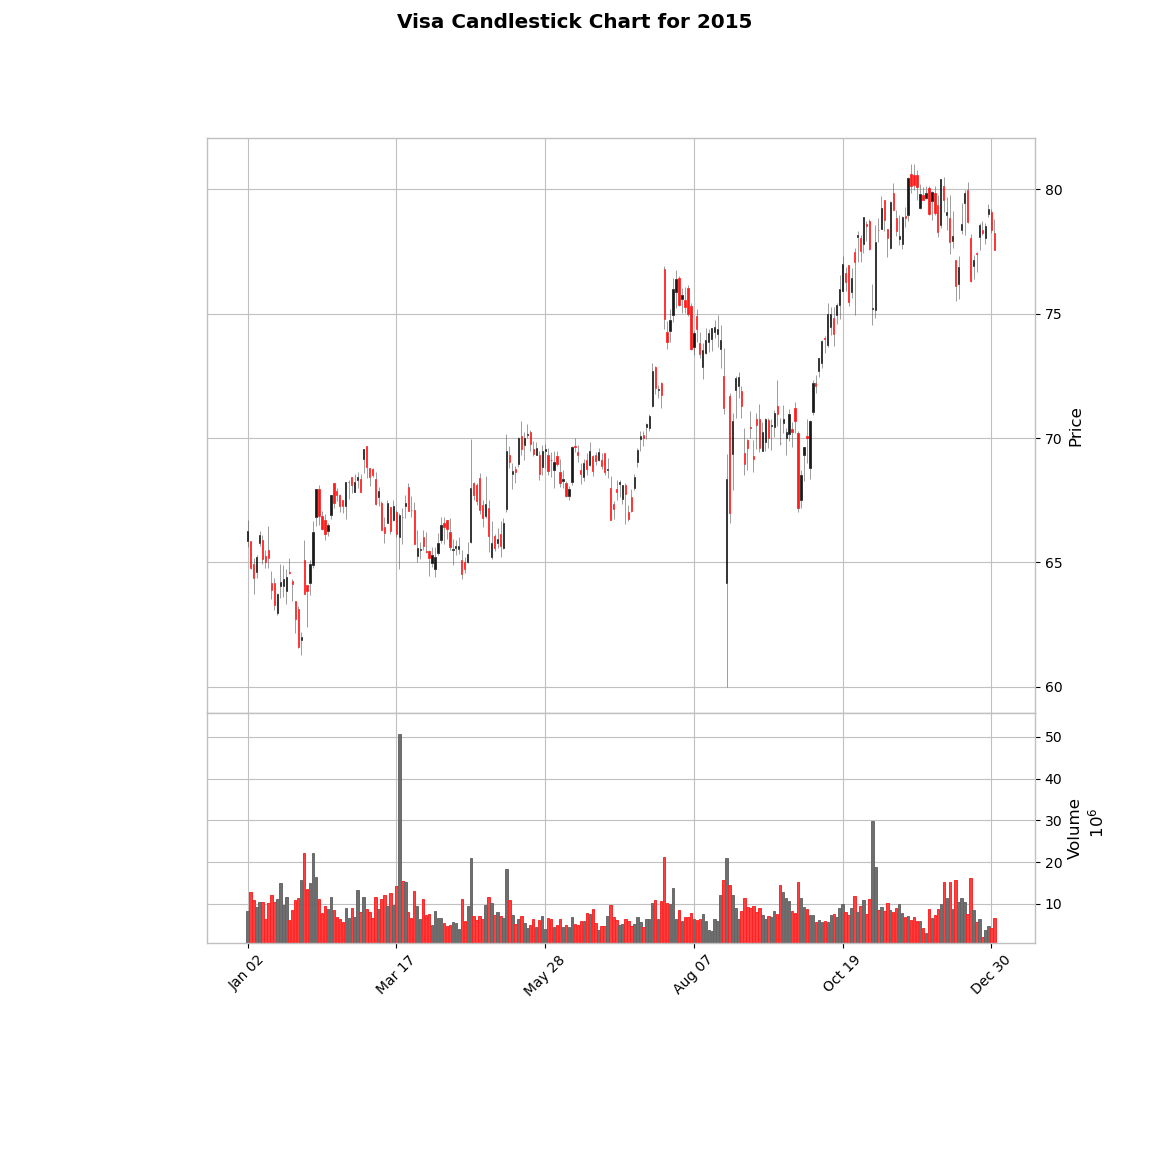 Visa Candlestick Chart for 2015
80
75
70
65
60
Price
50
40
30
20
10
Volume
10^6
Jan 02
Mar 17
May 28
Aug 07
Oct 19
Dec 30